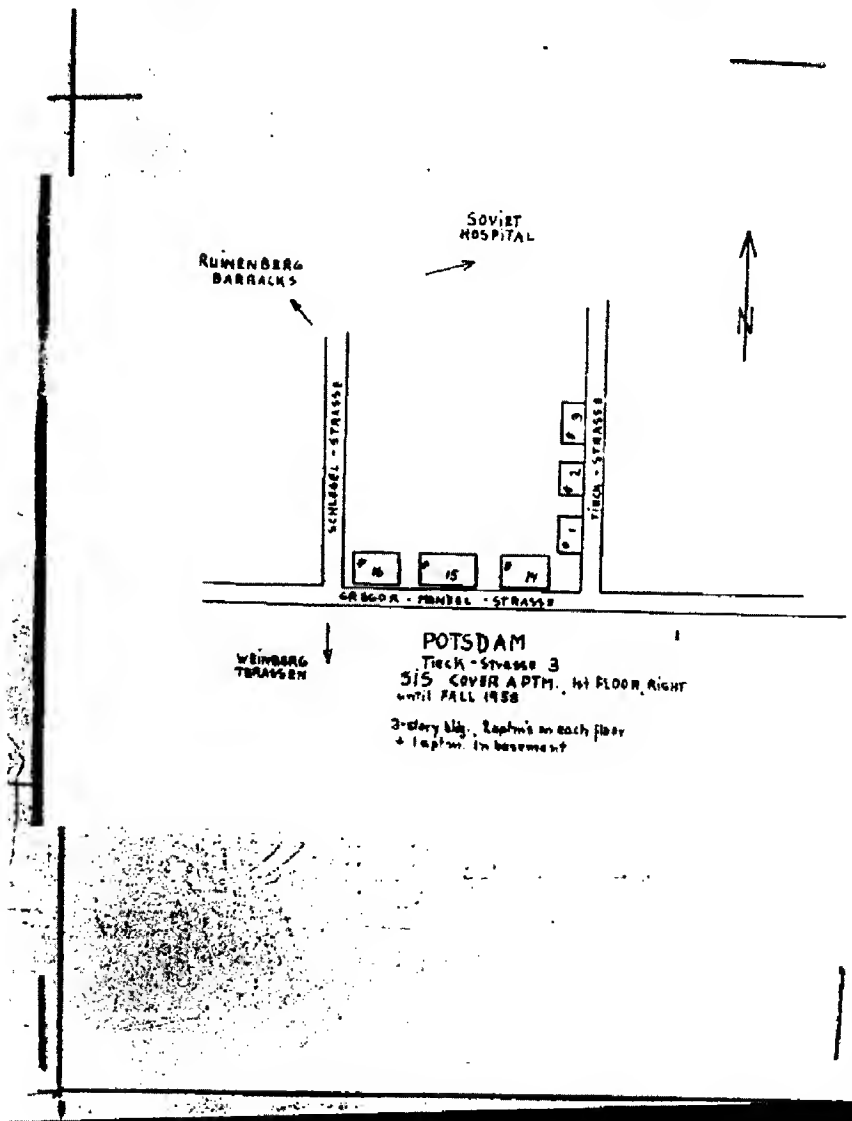 SOVIET
HOSPITAL
RUINENBERG
BARRACKS
N
SCHLEGEL - STRASSE
TIECK - STRASSE
# 3
# 2
# 1
# 16
# 15
# 14
GREGOR - MENDEL - STRASSE
WEINBERG
TERASSEN
POTSDAM
Tieck - Strasse 3
SIS COVER APTM., 1st FLOOR, RIGHT
until FALL 1958
3-story bldg., 2 aptm's on each floor
+ 1 aptm. in basement